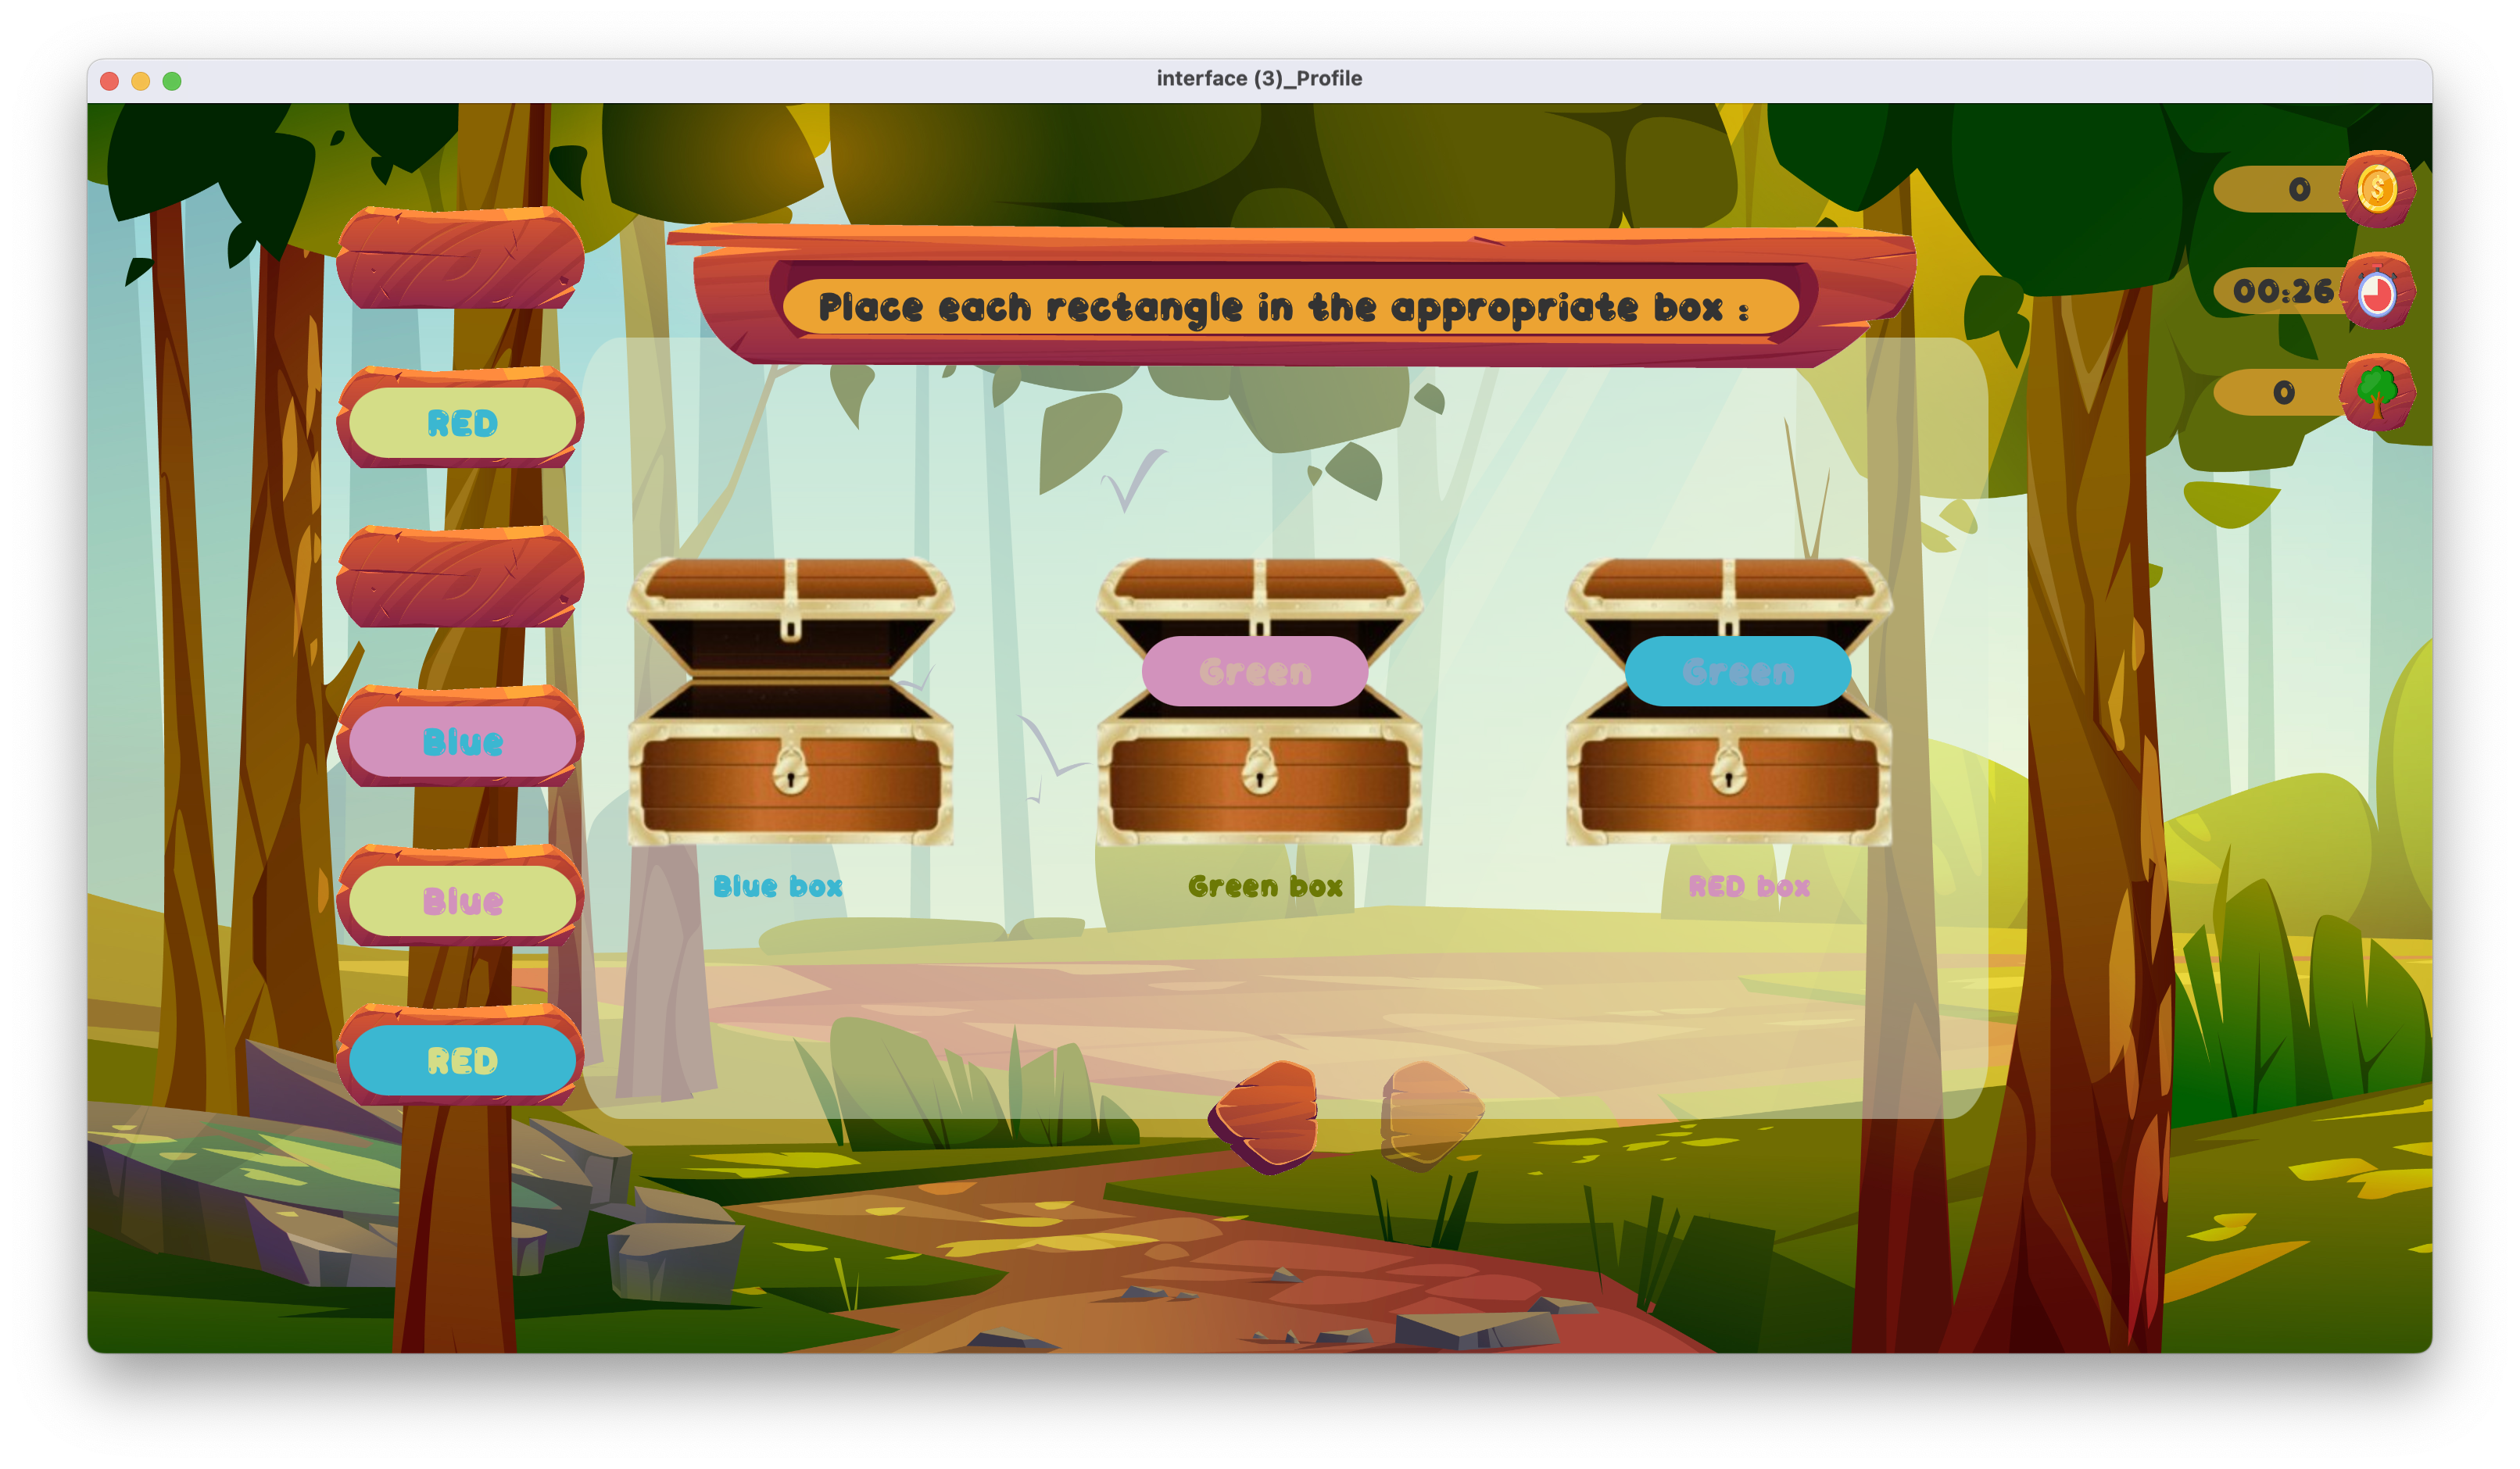 interface (3)_Profile
0
Place each rectangle in the appropriate box :
00:26
0
RED
Green
Green
Blue
Blue box
Green box
RED box
Blue
RED